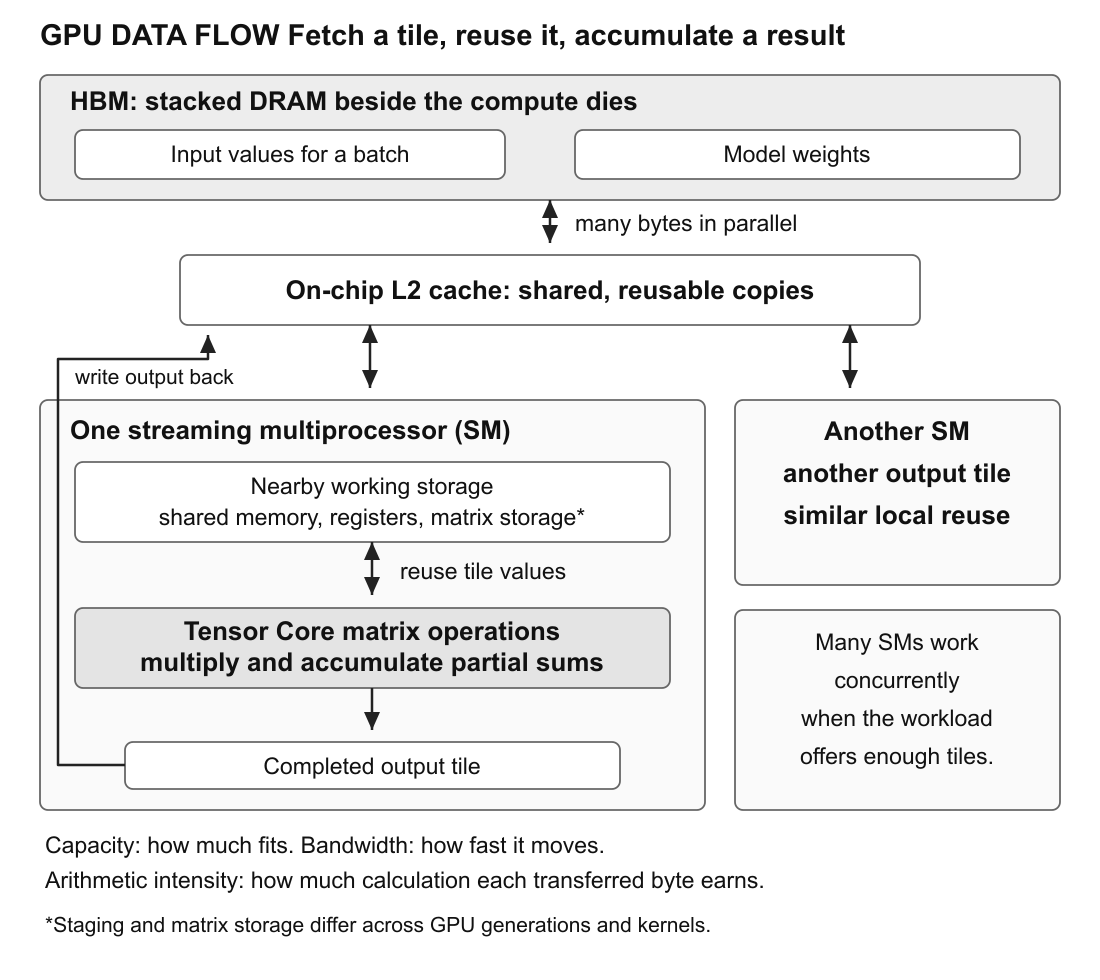 GPU DATA FLOW Fetch a tile, reuse it, accumulate a result
HBM: stacked DRAM beside the compute dies
Input values for a batch
Model weights
many bytes in parallel
On-chip L2 cache: shared, reusable copies
write output back
One streaming multiprocessor (SM)
Nearby working storage
shared memory, registers, matrix storage*
reuse tile values
Tensor Core matrix operations
multiply and accumulate partial sums
Completed output tile
Another SM
another output tile
similar local reuse
Many SMs work
concurrently
when the workload
offers enough tiles.
Capacity: how much fits. Bandwidth: how fast it moves.
Arithmetic intensity: how much calculation each transferred byte earns.
*Staging and matrix storage differ across GPU generations and kernels.